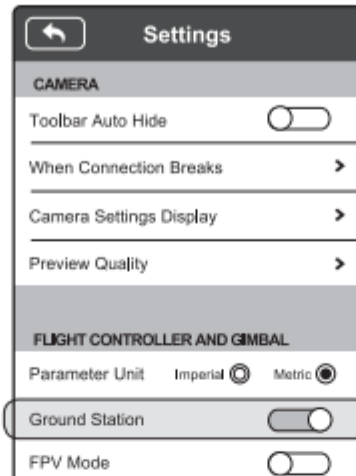 Settings
CAMERA
Toolbar Auto Hide
When Connection Breaks
Camera Settings Display
Preview Quality
FLIGHT CONTROLLER AND GIMBAL
Parameter Unit Imperial Metric
Ground Station
FPV Mode